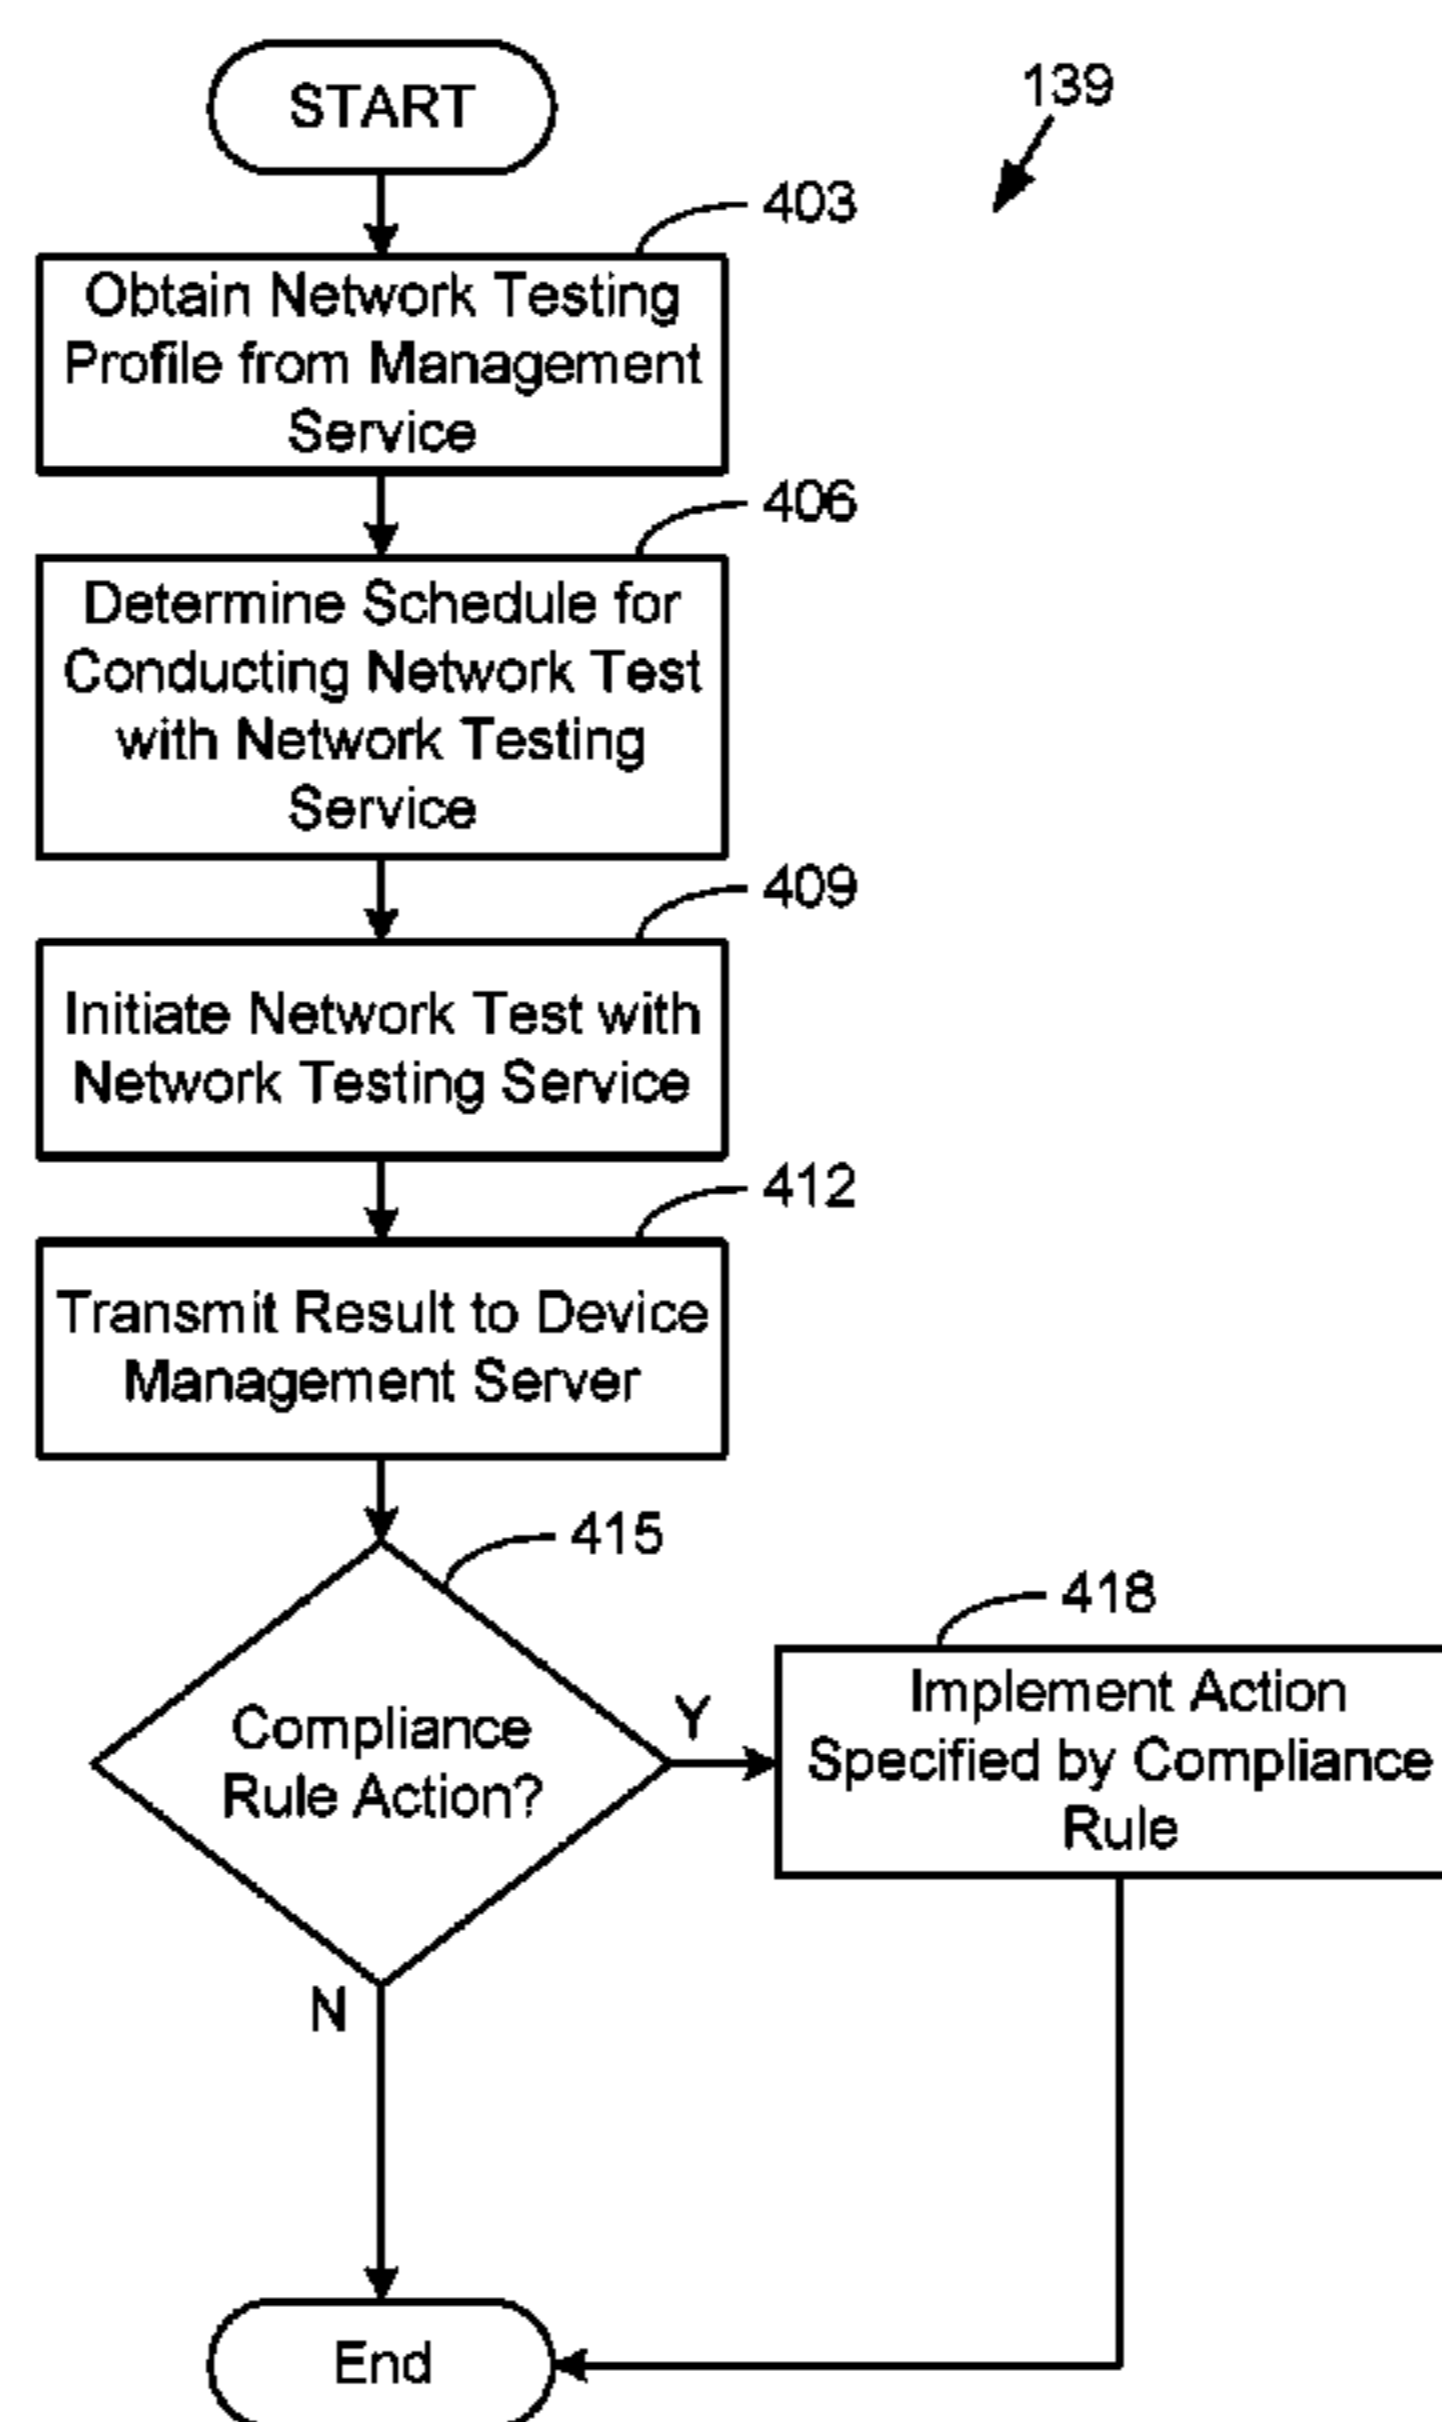 START
139
403
Obtain Network Testing
Profile from Management
Service
406
Determine Schedule for
Conducting Network Test
with Network Testing
Service
409
Initiate Network Test with
Network Testing Service
412
Transmit Result to Device
Management Server
415
Compliance
Rule Action?
Y
418
Implement Action
Specified by Compliance
Rule
N
End